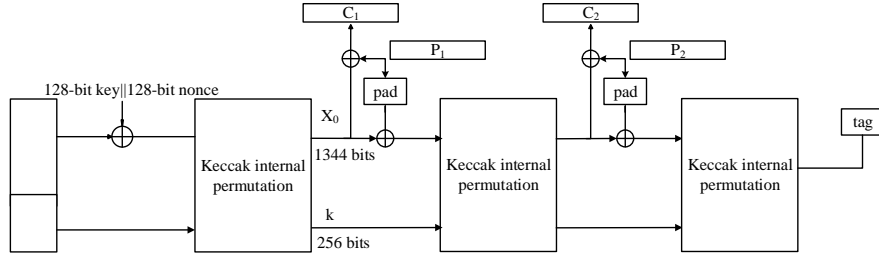 C₁
C₂
P₁
P₂
128-bit key||128-bit nonce
pad
pad
X₀
tag
1344 bits
Keccak internal
permutation
Keccak internal
permutation
Keccak internal
permutation
k
256 bits